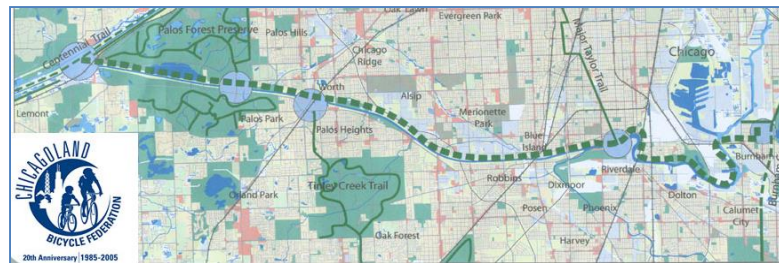 Centennial Trail
Palos Forest Preserve
Palos Hills
Oak Lawn
Evergreen Park
Chicago
Ridge
Major Taylor Trail
Chicago
Lemont
Worth
Alsip
Merionette
Park
Palos Park
Palos Heights
Blue
Island
Robbins
Riverdale
Burnham
Orland Park
Tinley Creek Trail
Dixmoor
Posen
Phoenix
Dolton
Calumet
City
Oak Forest
Harvey
CHICAGOLAND
BICYCLE FEDERATION
20th Anniversary 1985-2005